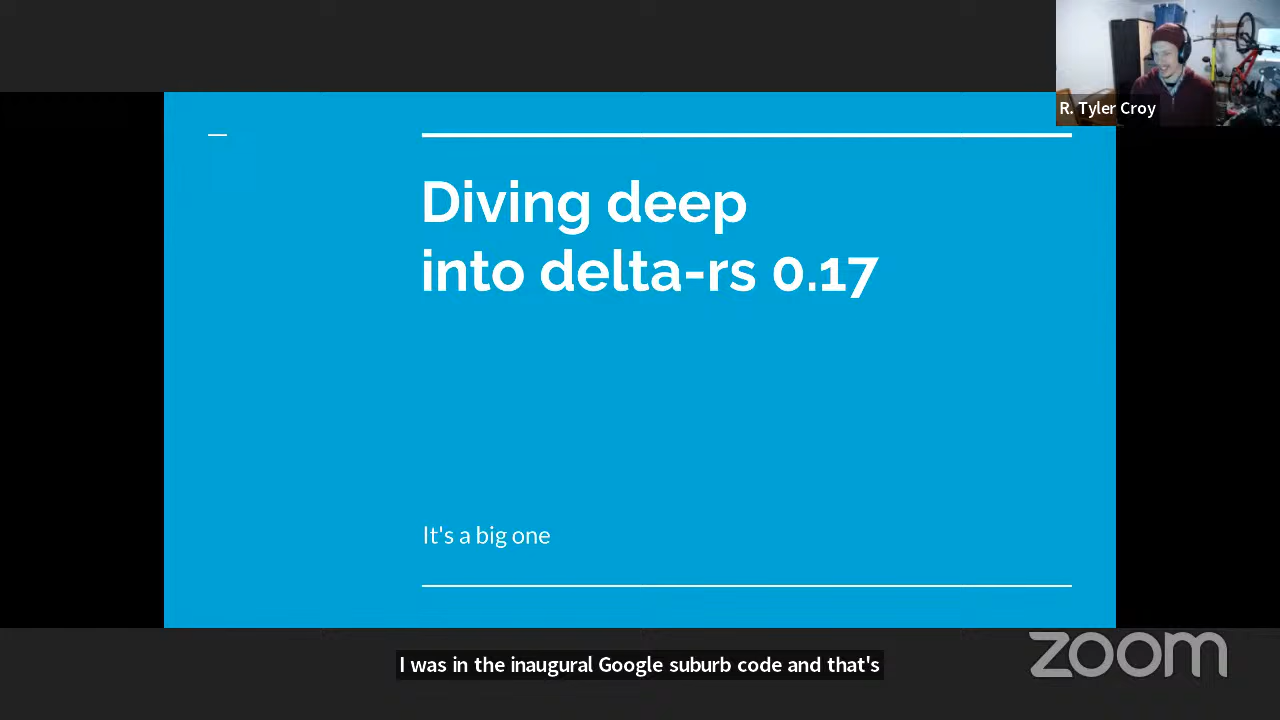 R. Tyler Croy
Diving deep
into delta-rs 0.17
It's a big one
I was in the inaugural Google suburb code and that's
zoom